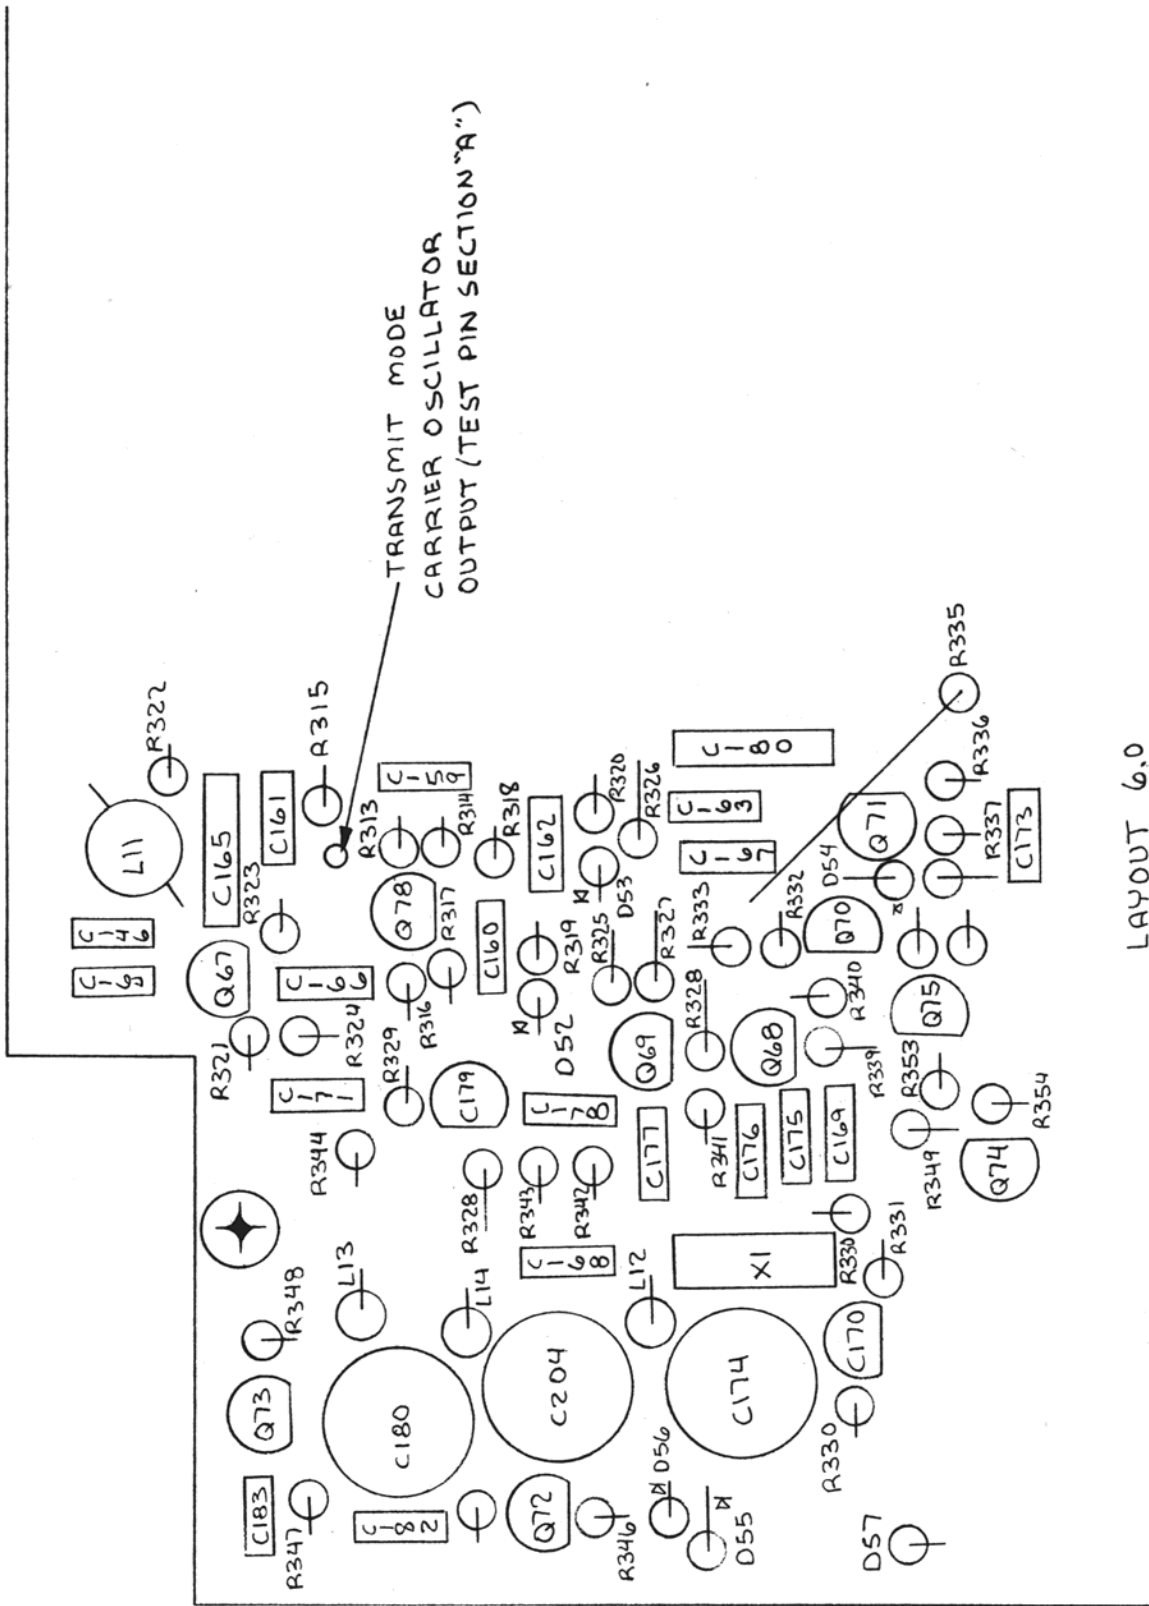 L11
R322
C146
C164
C165
R323
C161
R315
TRANSMIT MODE
CARRIER OSCILLATOR
OUTPUT (TEST PIN SECTION "A")
Q67
C166
R321
R324
C171
R313
C159
R314
Q78
R317
R318
R316
R329
C160
C162
C179
R344
R319
R320
D52
D53
R325
R326
R327
C163
C180
C167
C178
R328
R343
R342
C168
Q69
R328
R333
R332
C177
R341
Q68
C176
C175
C169
R339
R340
Q70
D54
Q71
R335
R336
R337
C173
Q75
R353
R349
R354
Q74
R348
L13
L14
L12
X1
R330
R331
Q73
C180
C204
C174
C170
R330
C183
R347
C182
Q72
R346
D56
D55
D57
LAYOUT 6.0